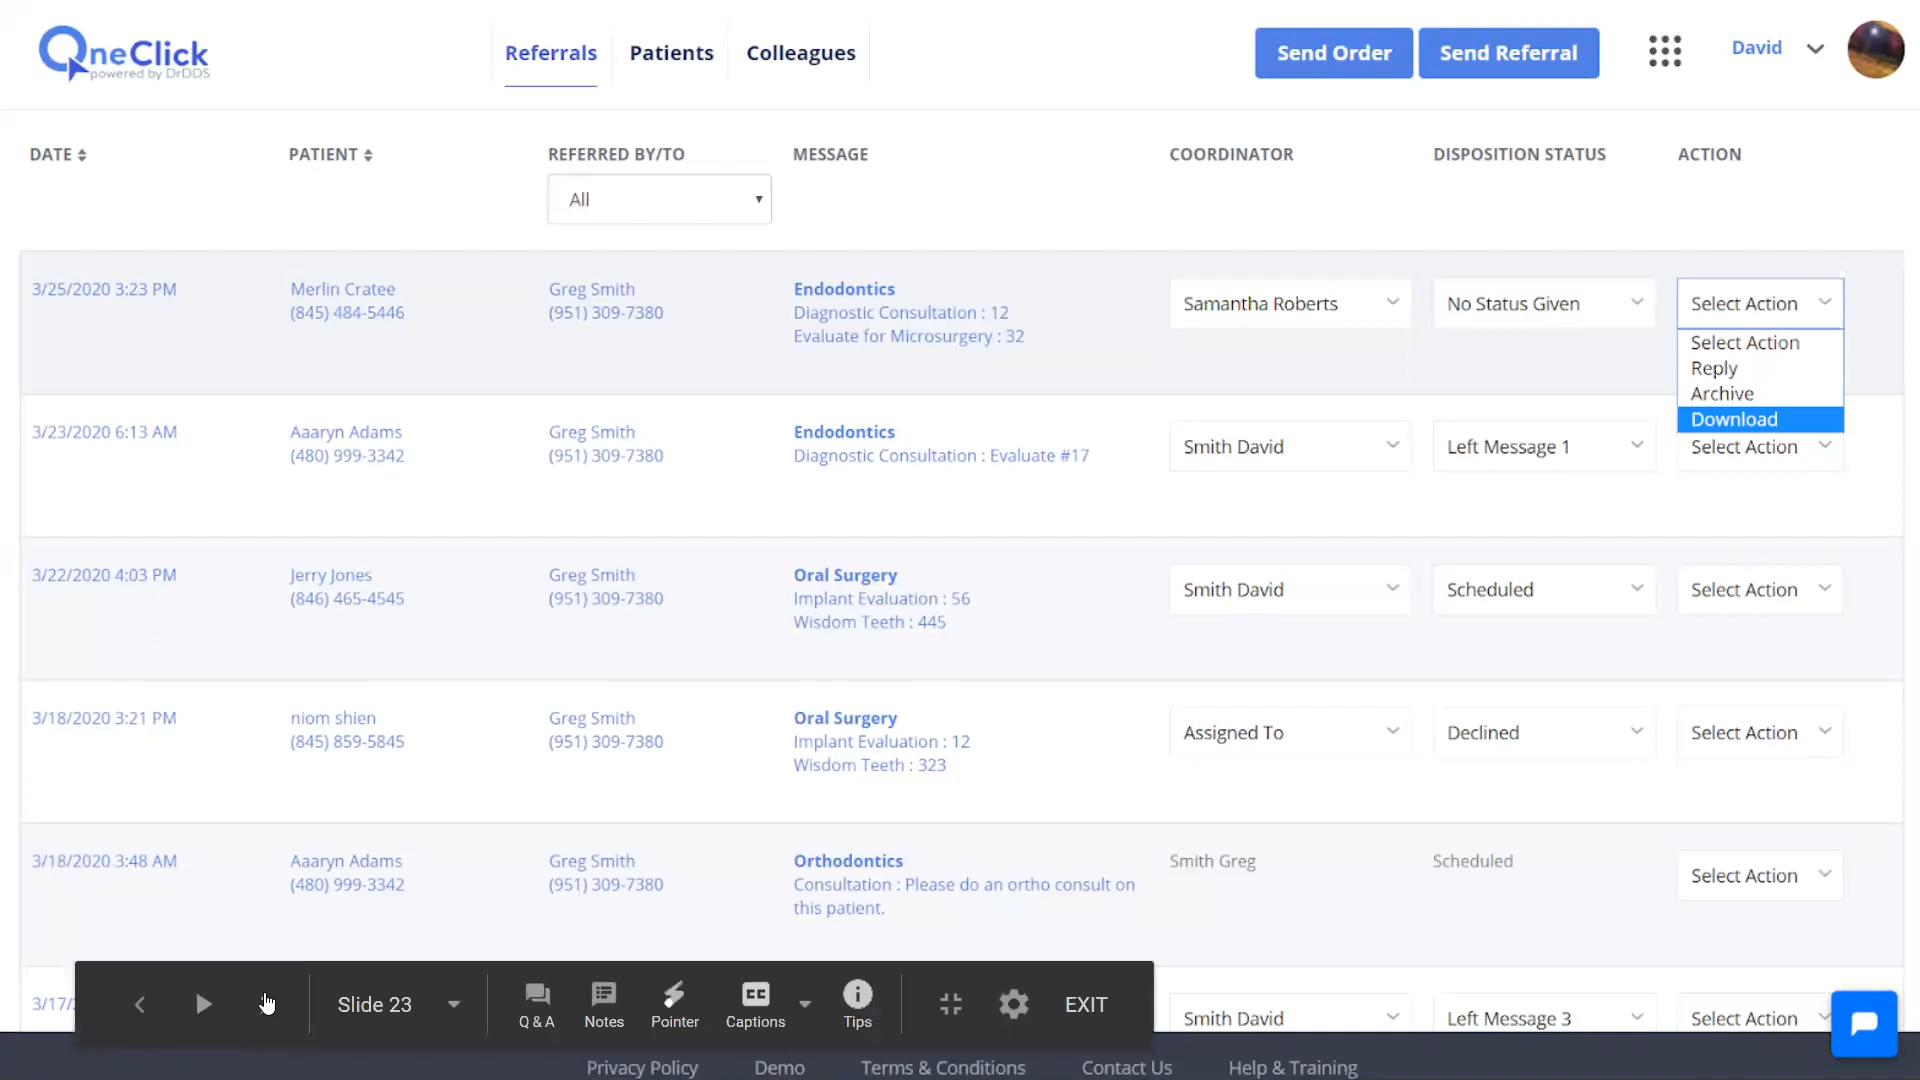 OneClick
powered by DrDDS
Referrals
Patients
Colleagues
Send Order
Send Referral
David
DATE
PATIENT
REFERRED BY/TO
MESSAGE
COORDINATOR
DISPOSITION STATUS
ACTION
All
3/25/2020 3:23 PM
Merlin Cratee
(845) 484-5446
Greg Smith
(951) 309-7380
Endodontics
Diagnostic Consultation : 12
Evaluate for Microsurgery : 32
Samantha Roberts
No Status Given
Select Action
Select Action
Reply
Archive
Download
3/23/2020 6:13 AM
Aaaryn Adams
(480) 999-3342
Greg Smith
(951) 309-7380
Endodontics
Diagnostic Consultation : Evaluate #17
Smith David
Left Message 1
Select Action
3/22/2020 4:03 PM
Jerry Jones
(846) 465-4545
Greg Smith
(951) 309-7380
Oral Surgery
Implant Evaluation : 56
Wisdom Teeth : 445
Smith David
Scheduled
Select Action
3/18/2020 3:21 PM
niom shien
(845) 859-5845
Greg Smith
(951) 309-7380
Oral Surgery
Implant Evaluation : 12
Wisdom Teeth : 323
Assigned To
Declined
Select Action
3/18/2020 3:48 AM
Aaaryn Adams
(480) 999-3342
Greg Smith
(951) 309-7380
Orthodontics
Consultation : Please do an ortho consult on
this patient.
Smith Greg
Scheduled
Select Action
3/17/
Smith David
Left Message 3
Select Action
Slide 23
Q & A
Notes
Pointer
CC
Captions
Tips
EXIT
Privacy Policy
Demo
Terms & Conditions
Contact Us
Help & Training